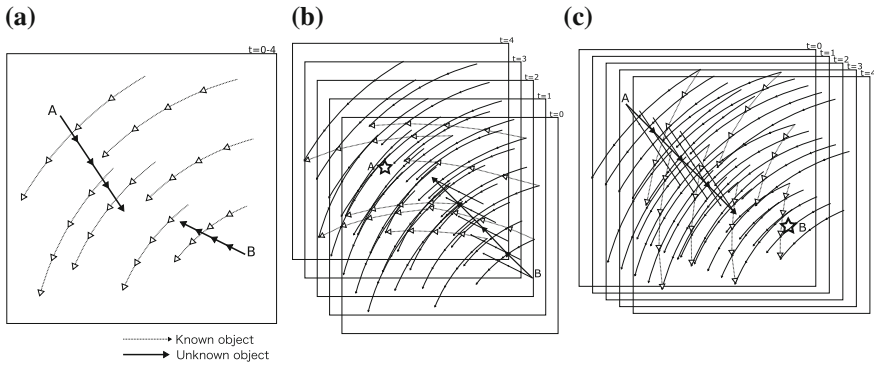 (a)
(b)
(c)
t=0-4
A
B
Known object
Unknown object
t=4
t=3
t=2
t=1
t=0
A
B
t=0
t=1
t=2
t=3
t=4
A
B